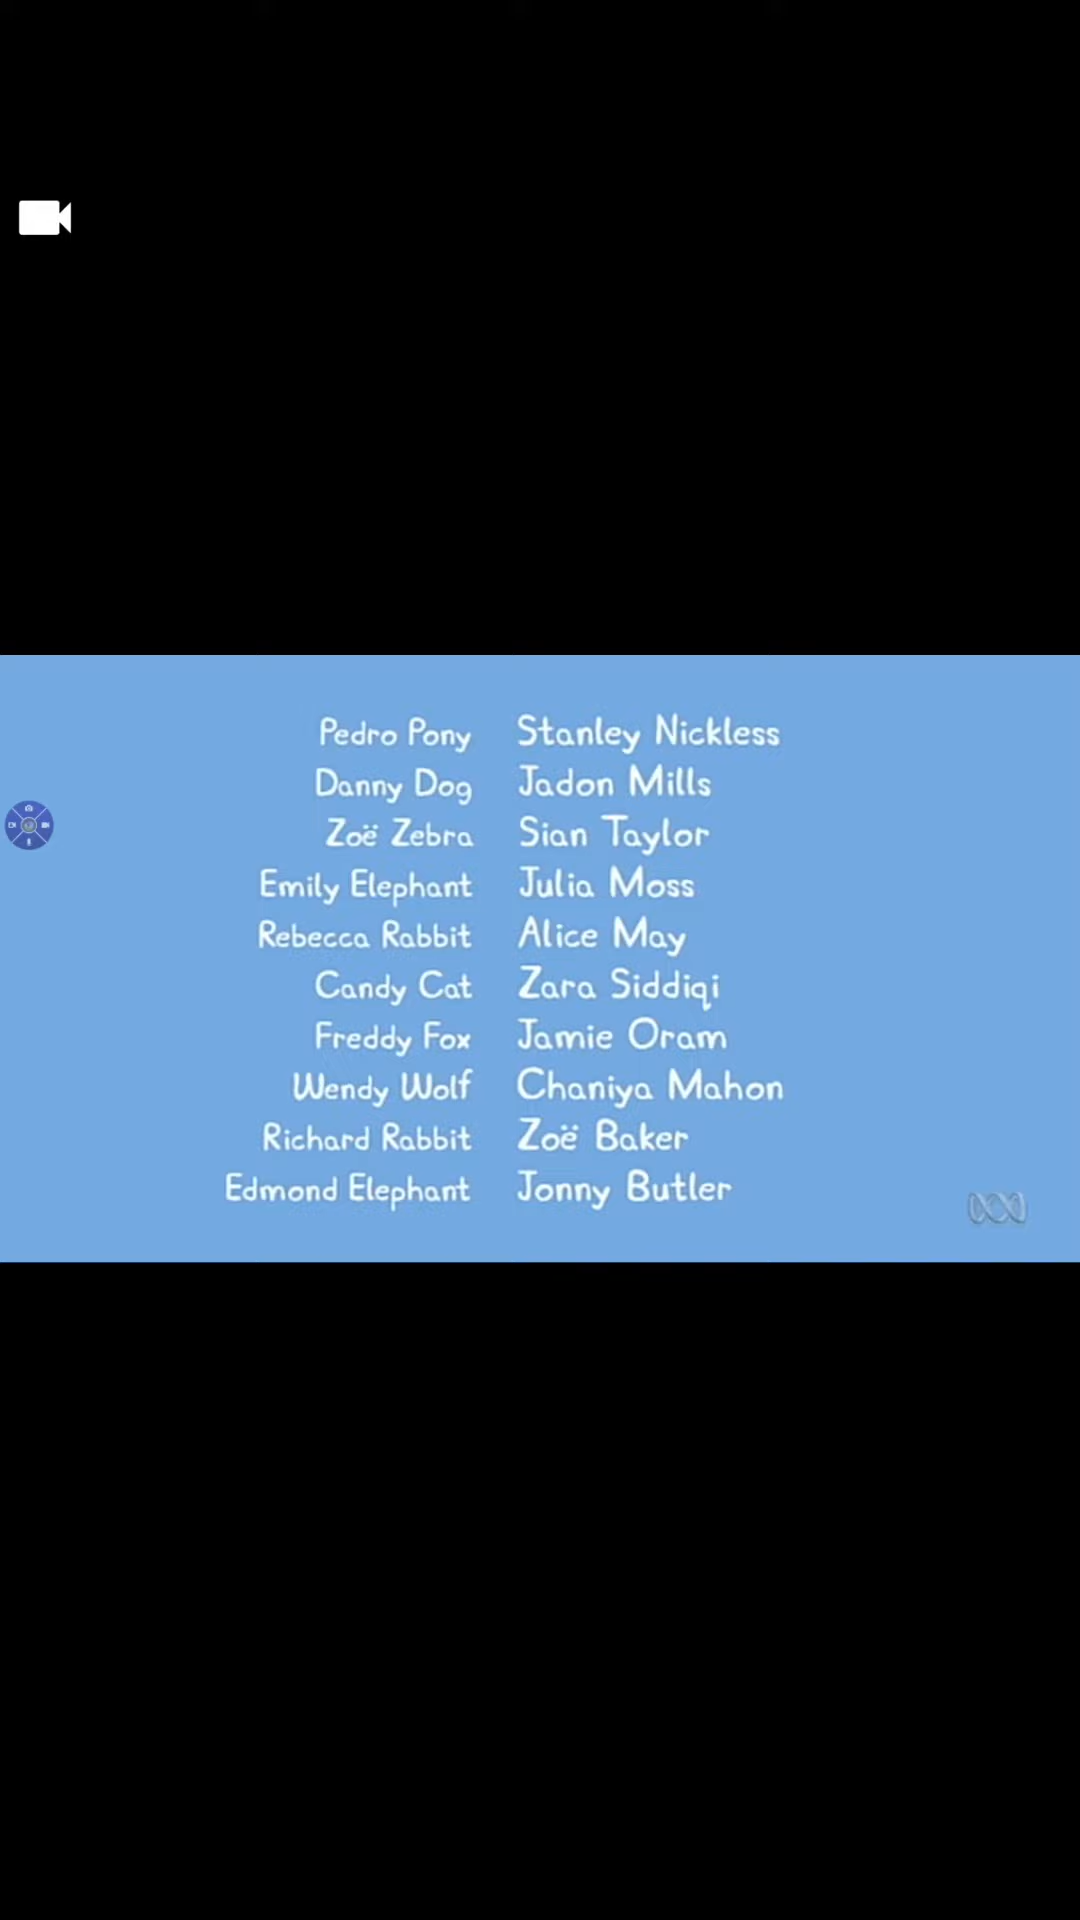 Pedro Pony Stanley Nickless
Danny Dog Jadon Mills
Zoë Zebra Sian Taylor
Emily Elephant Julia Moss
Rebecca Rabbit Alice May
Candy Cat Zara Siddiqi
Freddy Fox Jamie Oram
Wendy Wolf Chaniya Mahon
Richard Rabbit Zoë Baker
Edmond Elephant Jonny Butler